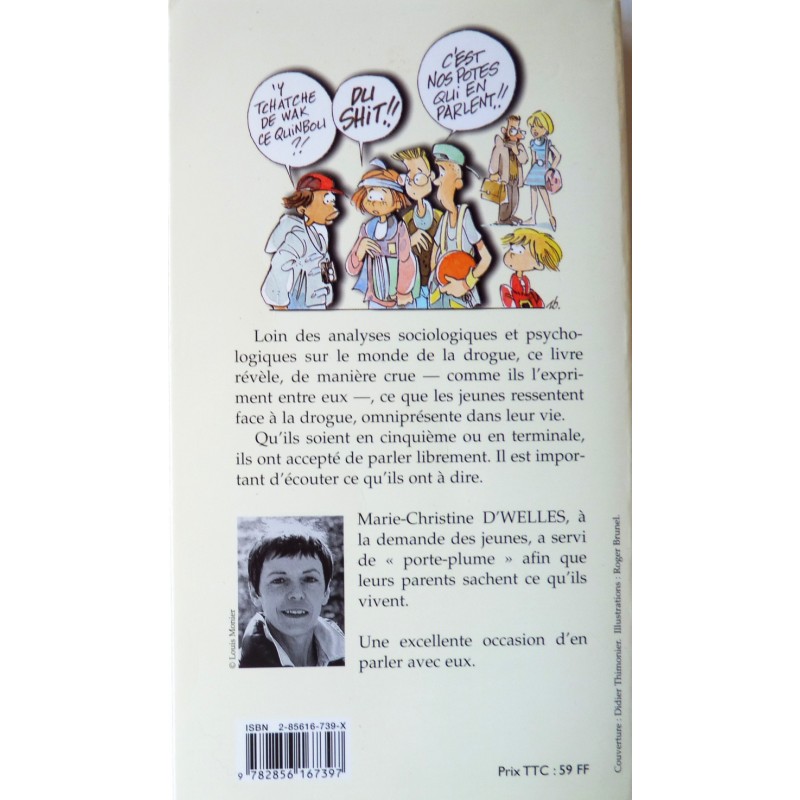 'Y
TCHATCHE
DE WAK
CE QUINBOU
?!
DU
SHIT!!
C'EST
NOS POTES
QUI EN
PARLENT!!
Loin des analyses sociologiques et psycho-
logiques sur le monde de la drogue, ce livre
révèle, de manière crue — comme ils l'expri-
ment entre eux —, ce que les jeunes ressentent
face à la drogue, omniprésente dans leur vie.
Qu'ils soient en cinquième ou en terminale,
ils ont accepté de parler librement. Il est impor-
tant d'écouter ce qu'ils ont à dire.
© Louis Monier
Marie-Christine D'WELLES, à
la demande des jeunes, a servi
de « porte-plume » afin que
leurs parents sachent ce qu'ils
vivent.
Une excellente occasion d'en
parler avec eux.
Couverture : Didier Thimonier. Illustrations : Roger Brunel.
ISBN 2-85616-739-X
9 782856 167397
Prix TTC : 59 FF